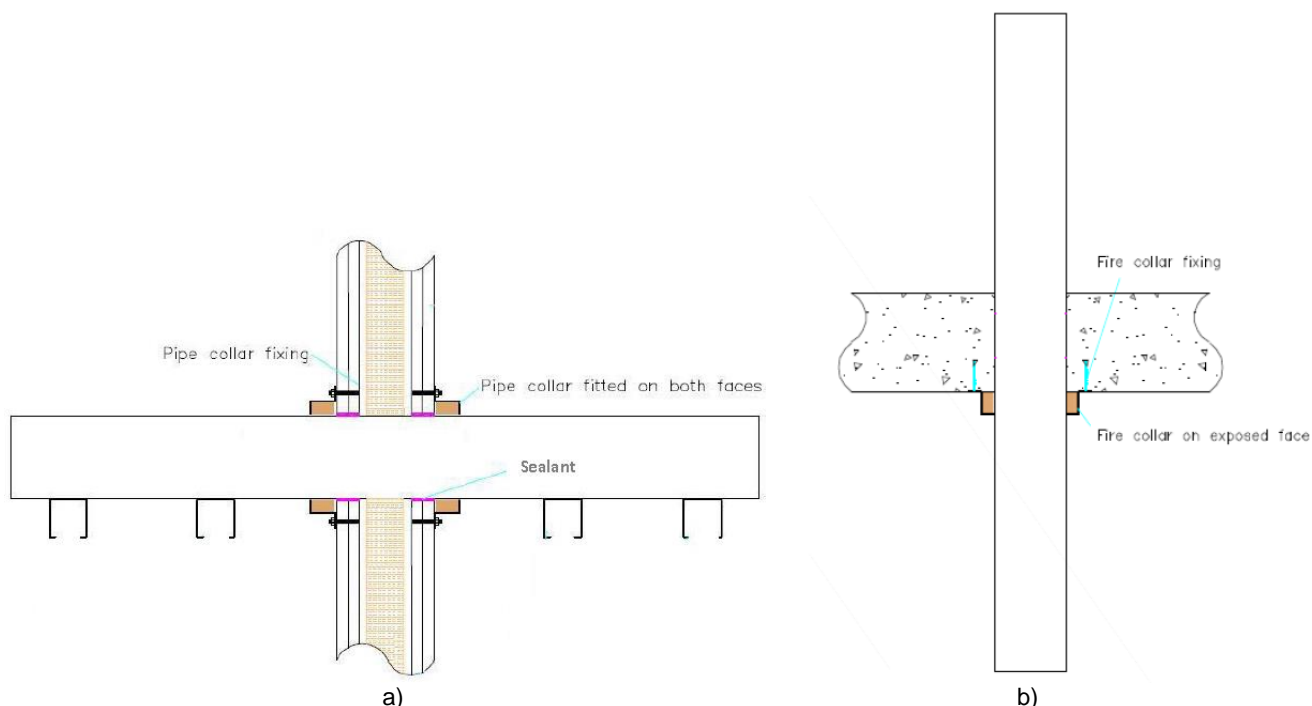 Pipe collar fixing
Pipe collar fitted on both faces
Sealant
a)
Fire collar fixing
Fire collar on exposed face
b)